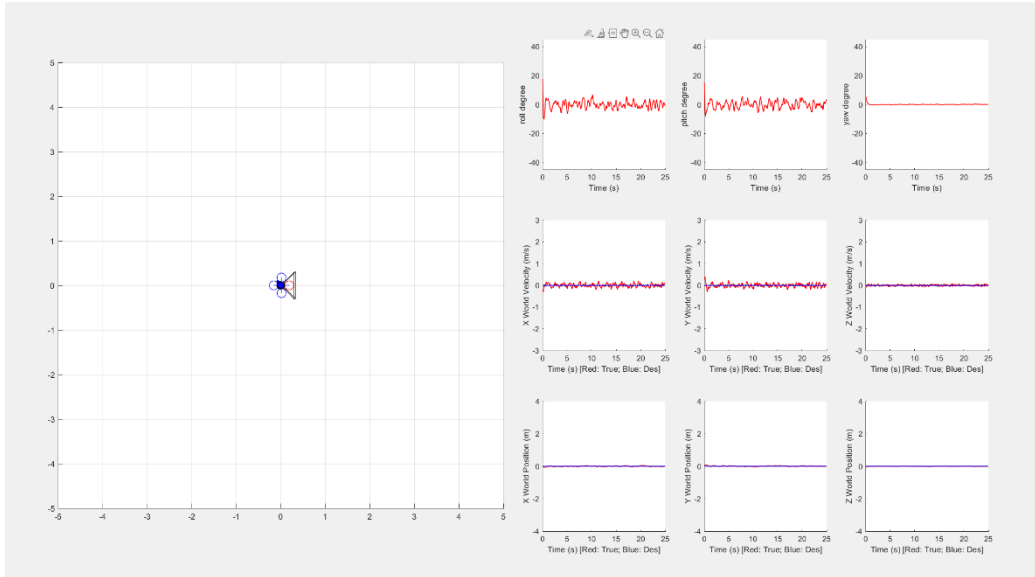 5
4
3
2
1
0
-1
-2
-3
-4
-5
-5 -4 -3 -2 -1 0 1 2 3 4 5
roll degree
40
20
0
-20
-40
0 5 10 15 20 25
Time (s)
pitch degree
40
20
0
-20
-40
0 5 10 15 20 25
Time (s)
yaw degree
40
20
0
-20
-40
0 5 10 15 20 25
Time (s)
X World Velocity (m/s)
3
2
1
0
-1
-2
-3
0 5 10 15 20 25
Time (s) [Red: True; Blue: Des]
Y World Velocity (m/s)
3
2
1
0
-1
-2
-3
0 5 10 15 20 25
Time (s) [Red: True; Blue: Des]
Z World Velocity (m/s)
3
2
1
0
-1
-2
-3
0 5 10 15 20 25
Time (s) [Red: True; Blue: Des]
X World Position (m)
4
2
0
-2
-4
0 5 10 15 20 25
Time (s) [Red: True; Blue: Des]
Y World Position (m)
4
2
0
-2
-4
0 5 10 15 20 25
Time (s) [Red: True; Blue: Des]
Z World Position (m)
4
2
0
-2
-4
0 5 10 15 20 25
Time (s) [Red: True; Blue: Des]